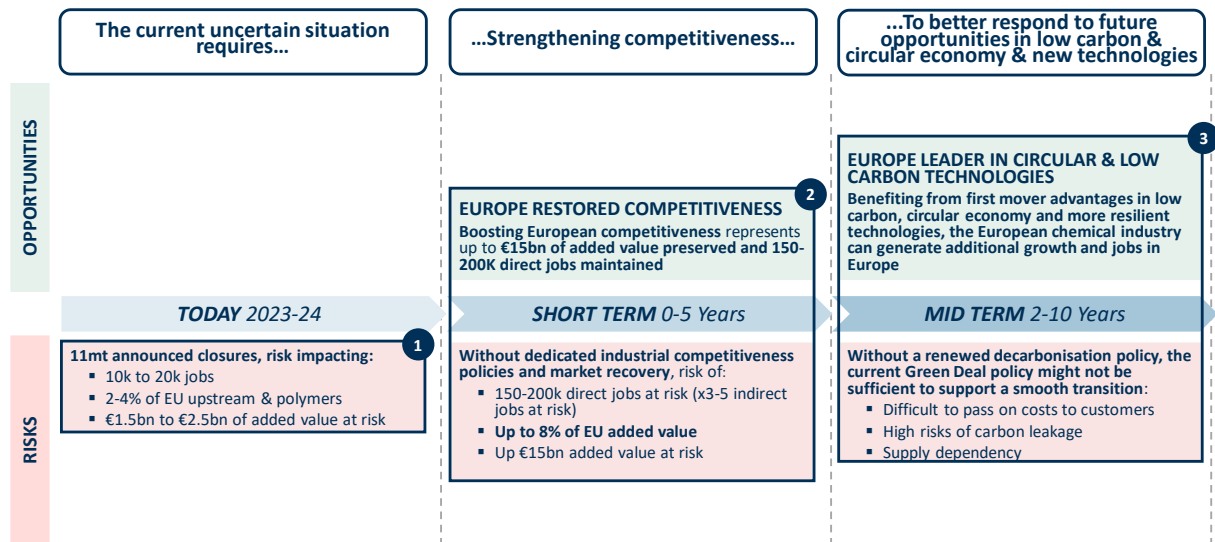 The current uncertain situation
requires...
...Strengthening competitiveness...
...To better respond to future
opportunities in low carbon &
circular economy & new technologies
OPPORTUNITIES
2
EUROPE RESTORED COMPETITIVENESS
Boosting European competitiveness represents
up to €15bn of added value preserved and 150-
200K direct jobs maintained
3
EUROPE LEADER IN CIRCULAR & LOW
CARBON TECHNOLOGIES
Benefiting from first mover advantages in low
carbon, circular economy and more resilient
technologies, the European chemical industry
can generate additional growth and jobs in
Europe
TODAY 2023-24
SHORT TERM 0-5 Years
MID TERM 2-10 Years
RISKS
1
11mt announced closures, risk impacting:
▪ 10k to 20k jobs
▪ 2-4% of EU upstream & polymers
▪ €1.5bn to €2.5bn of added value at risk
Without dedicated industrial competitiveness
policies and market recovery, risk of:
▪ 150-200k direct jobs at risk (x3-5 indirect
jobs at risk)
▪ Up to 8% of EU added value
▪ Up €15bn added value at risk
Without a renewed decarbonisation policy, the
current Green Deal policy might not be
sufficient to support a smooth transition:
▪ Difficult to pass on costs to customers
▪ High risks of carbon leakage
▪ Supply dependency